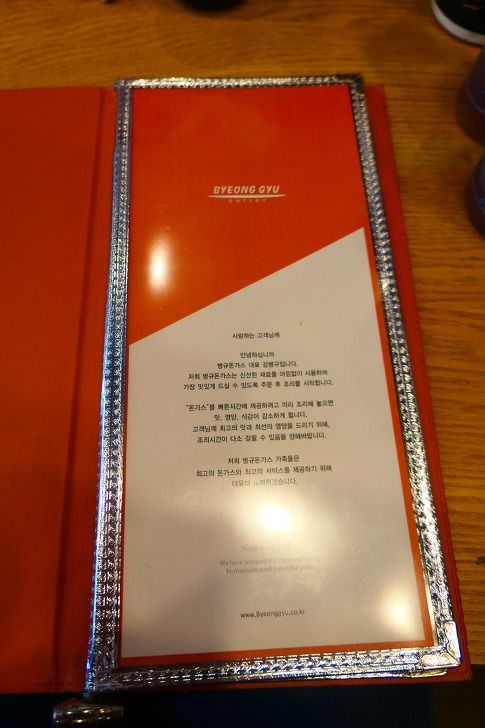 BYEONG GYU
CUTLET
사랑하는 고객님께
안녕하십니까
병규돈가스 대표 김병규입니다.
저희 병규돈가스는 신선한 재료를 아낌없이 사용하여
가장 맛있게 드실 수 있도록 주문 후 조리를 시작합니다.
"돈가스"를 빠른시간에 제공하려고 미리 조리해 놓으면
맛, 영양, 식감이 감소하게 됩니다.
고객님께 최고의 맛과 최선의 영양을 드리기 위해,
조리시간이 다소 걸릴 수 있음을 양해바랍니다.
저희 병규돈가스 가족들은
최고의 돈가스와 최고의 서비스를 제공하기 위해
더욱더 노력하겠습니다.
We have serviced the
homemade pork cutlet
www.Byeonggyu.co.kr